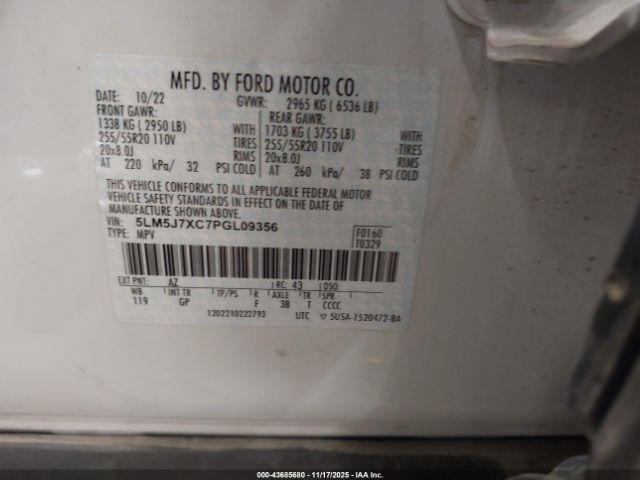 MFD. BY FORD MOTOR CO.
DATE: 10/22 GVWR: 2965 KG ( 6536 LB)
FRONT GAWR: REAR GAWR:
1338 KG ( 2950 LB) WITH 1703 KG ( 3755 LB) WITH
255/55R20 110V TIRES 255/55R20 110V TIRES
20x8.0J RIMS 20x8.0J RIMS
AT 220 kPa/ 32 PSI COLD AT 260 kPa/ 38 PSI COLD
THIS VEHICLE CONFORMS TO ALL APPLICABLE FEDERAL MOTOR
VEHICLE SAFETY STANDARDS IN EFFECT ON THE DATE OF
MANUFACTURE SHOWN ABOVE.
VIN: 5LM5J7XC7PGL09356 F0160
TYPE: MPV T0329
EXT PNT: AZ RC: 43 DSO:
WB INT TR TP/PS R AXLE TR SPR
119 GP F 38 T CCCC
1202210222793 UTC 5U5A-1520472-BA
000-43685680 - 11/17/2025 - IAA Inc.